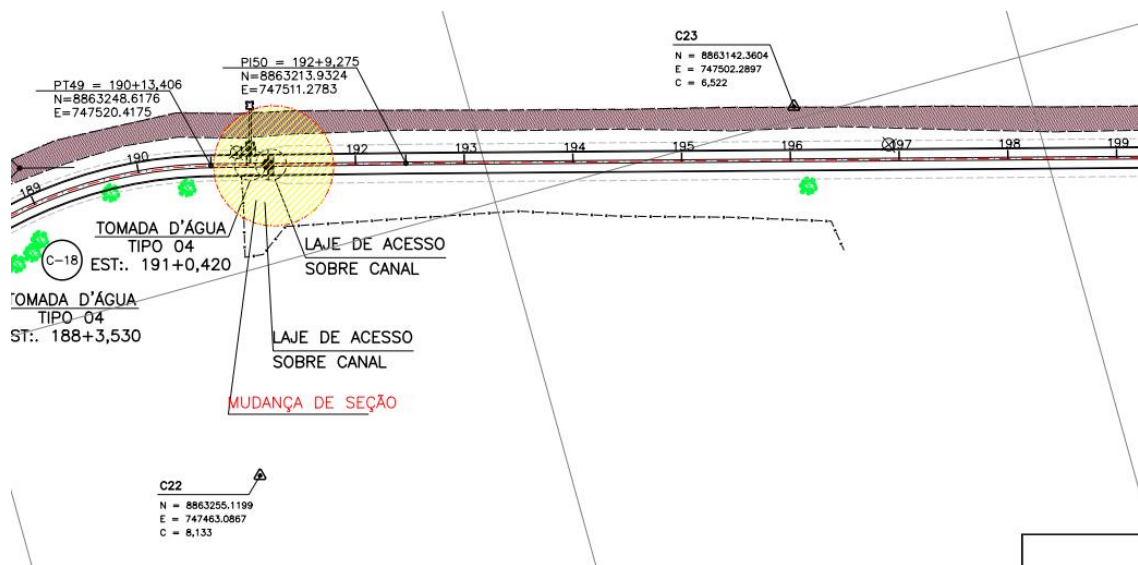 C23
N = 8863142.3604
E = 747502.2897
C = 6,522
PI50 = 192+9,275
N=8863213.9324
E=747511.2783
PT49 = 190+13,406
N=8863248.6176
E=747520.4175
189
190
192
193
194
195
196
197
198
199
TOMADA D'ÁGUA
TIPO 04
EST:. 191+0,420
C-18
LAJE DE ACESSO
SOBRE CANAL
TOMADA D'ÁGUA
TIPO 04
ST:. 188+3,530
LAJE DE ACESSO
SOBRE CANAL
MUDANÇA DE SEÇÃO
C22
N = 8863255.1199
E = 747463.0867
C = 8,133